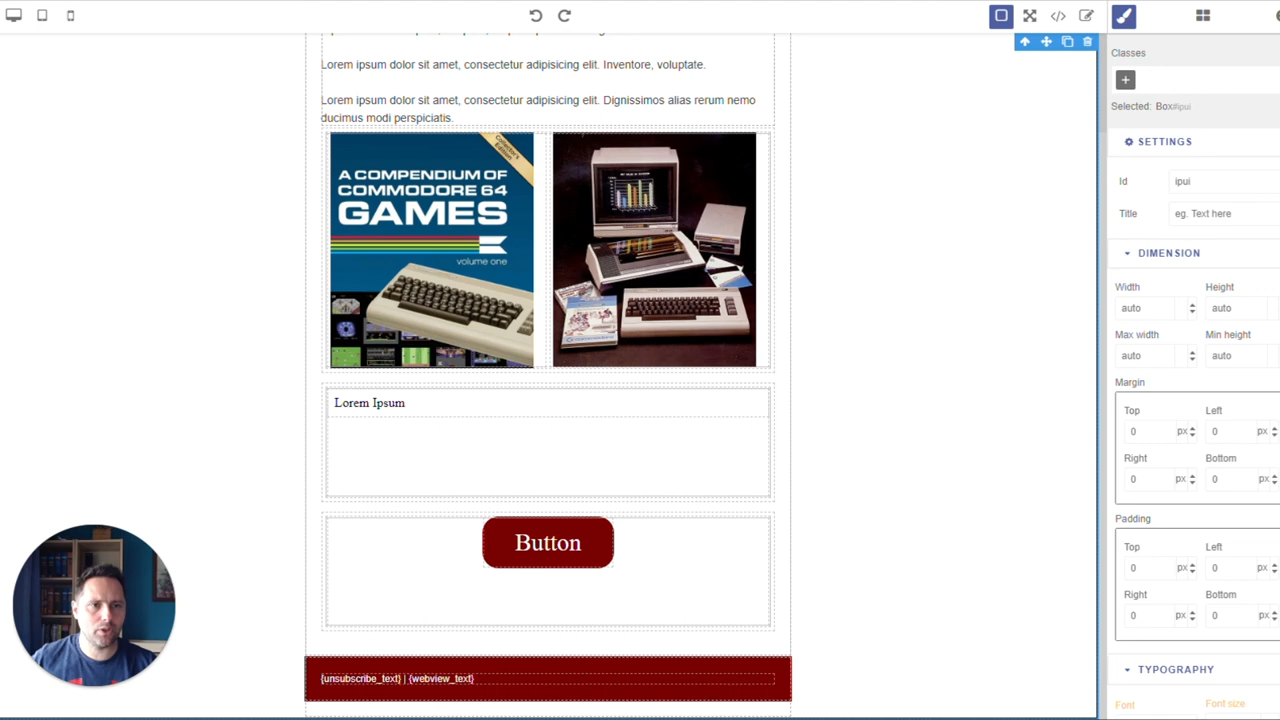 Lorem ipsum dolor sit amet, consectetur adipisicing elit. Inventore, voluptate.
Lorem ipsum dolor sit amet, consectetur adipisicing elit. Dignissimos alias rerum nemo
ducimus modi perspiciatis.
Collector's
Edition
A COMPENDIUM OF
COMMODORE 64
GAMES
volume one
Lorem Ipsum
Button
{unsubscribe_text} | {webview_text}
Classes
Selected: Box#ipui
SETTINGS
Id
ipui
Title
eg. Text here
DIMENSION
Width Height
auto auto
Max width Min height
auto auto
Margin
Top Left
0 px 0 px
Right Bottom
0 px 0 px
Padding
Top Left
0 px 0 px
Right Bottom
0 px 0 px
TYPOGRAPHY
Font Font size